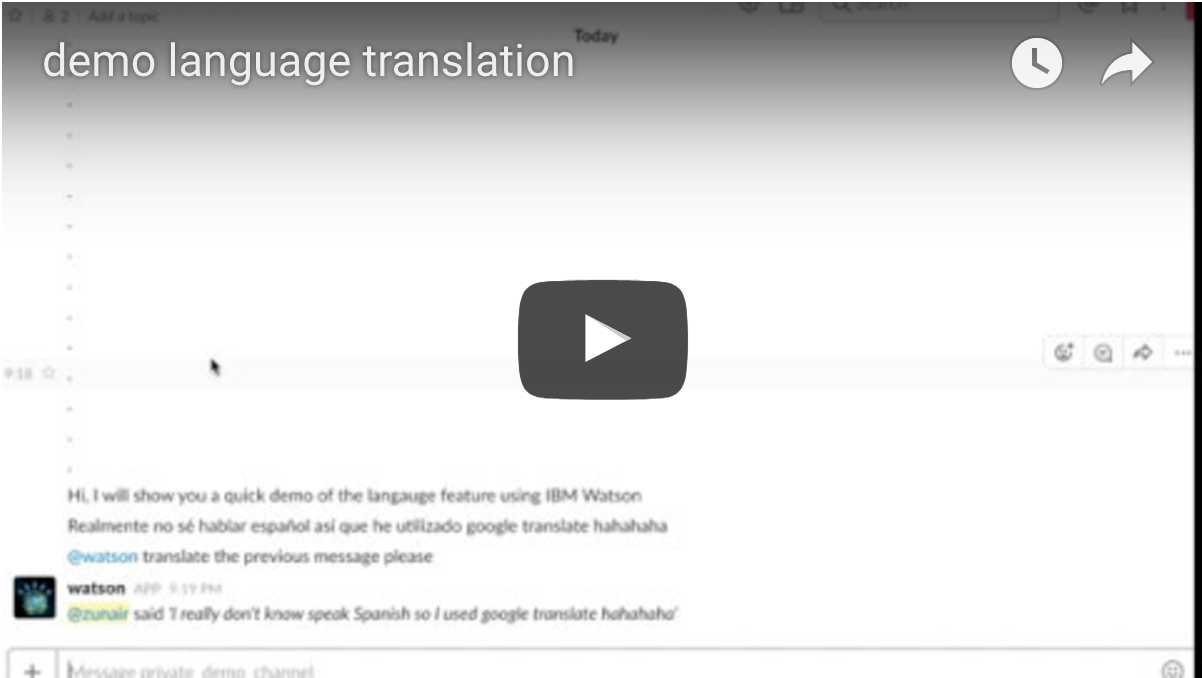 2 | Add a topic
Search
Today
demo language translation
9:18
Hi, I will show you a quick demo of the langauge feature using IBM Watson
Realmente no sé hablar español así que he utilizado google translate hahahaha
@watson translate the previous message please
watson APP 9:19 PM
@zunair said 'I really don't know speak Spanish so I used google translate hahahaha'
Message private_demo_channel